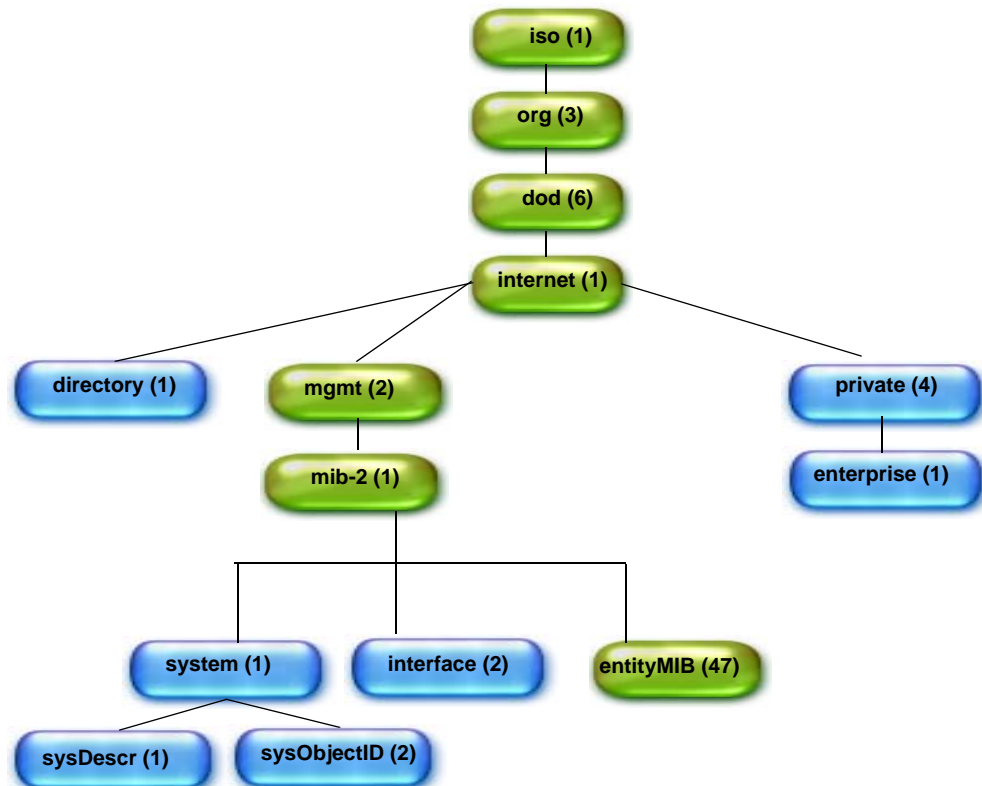 iso (1)
org (3)
dod (6)
internet (1)
directory (1)
mgmt (2)
private (4)
mib-2 (1)
enterprise (1)
system (1)
interface (2)
entityMIB (47)
sysDescr (1)
sysObjectID (2)